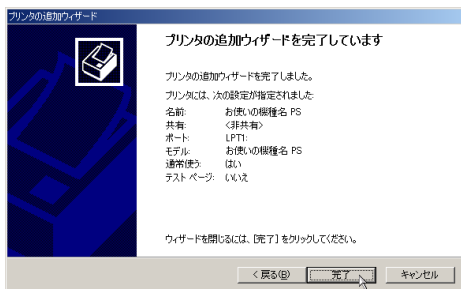 プリンタの追加ウィザード
プリンタの追加ウィザードを完了しています
プリンタの追加ウィザードを完了しました。
プリンタには、次の設定が指定されました:
名前: お使いの機種名 PS
共有: <非共有>
ポート: LPT1:
モデル: お使いの機種名 PS
通常使う: はい
テスト ページ: いいえ
ウィザードを閉じるには、[完了] をクリックしてください。
< 戻る(B) 完了 キャンセル